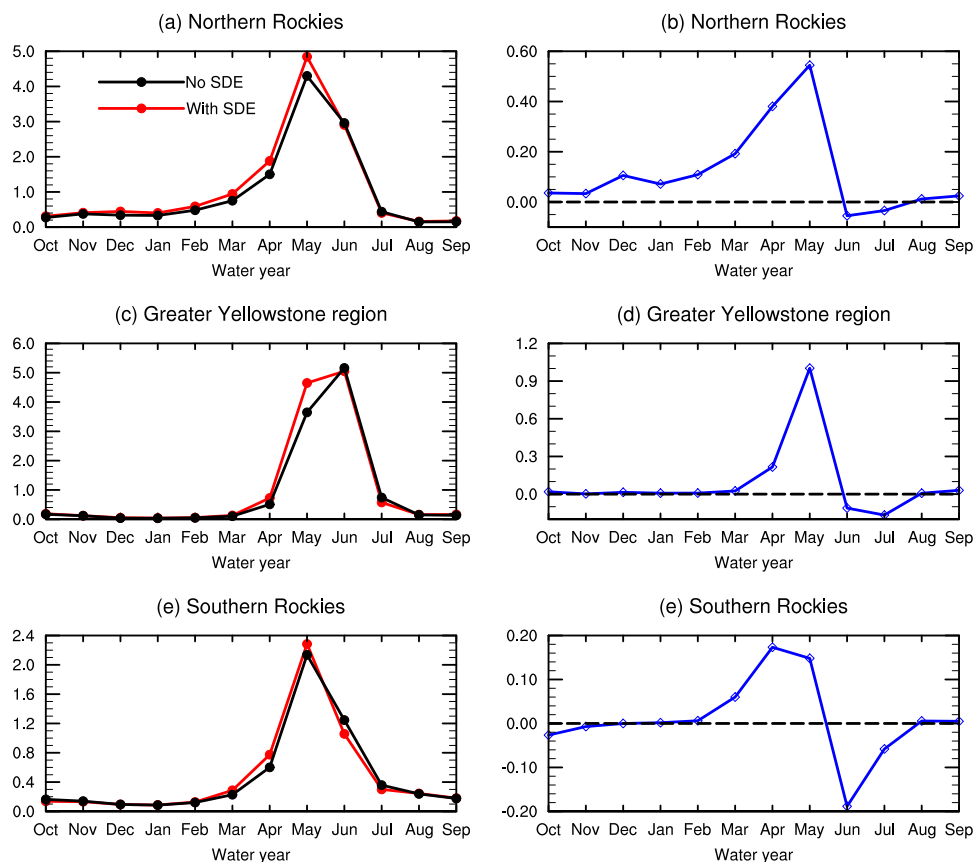 (a) Northern Rockies
5.0
4.0
3.0
2.0
1.0
0.0
No SDE
With SDE
Oct Nov Dec Jan Feb Mar Apr May Jun Jul Aug Sep
Water year
(b) Northern Rockies
0.60
0.40
0.20
0.00
Oct Nov Dec Jan Feb Mar Apr May Jun Jul Aug Sep
Water year
(c) Greater Yellowstone region
6.0
5.0
4.0
3.0
2.0
1.0
0.0
Oct Nov Dec Jan Feb Mar Apr May Jun Jul Aug Sep
Water year
(d) Greater Yellowstone region
1.2
0.9
0.6
0.3
0.0
Oct Nov Dec Jan Feb Mar Apr May Jun Jul Aug Sep
Water year
(e) Southern Rockies
2.4
2.0
1.6
1.2
0.8
0.4
0.0
Oct Nov Dec Jan Feb Mar Apr May Jun Jul Aug Sep
Water year
(e) Southern Rockies
0.20
0.10
0.00
-0.10
-0.20
Oct Nov Dec Jan Feb Mar Apr May Jun Jul Aug Sep
Water year